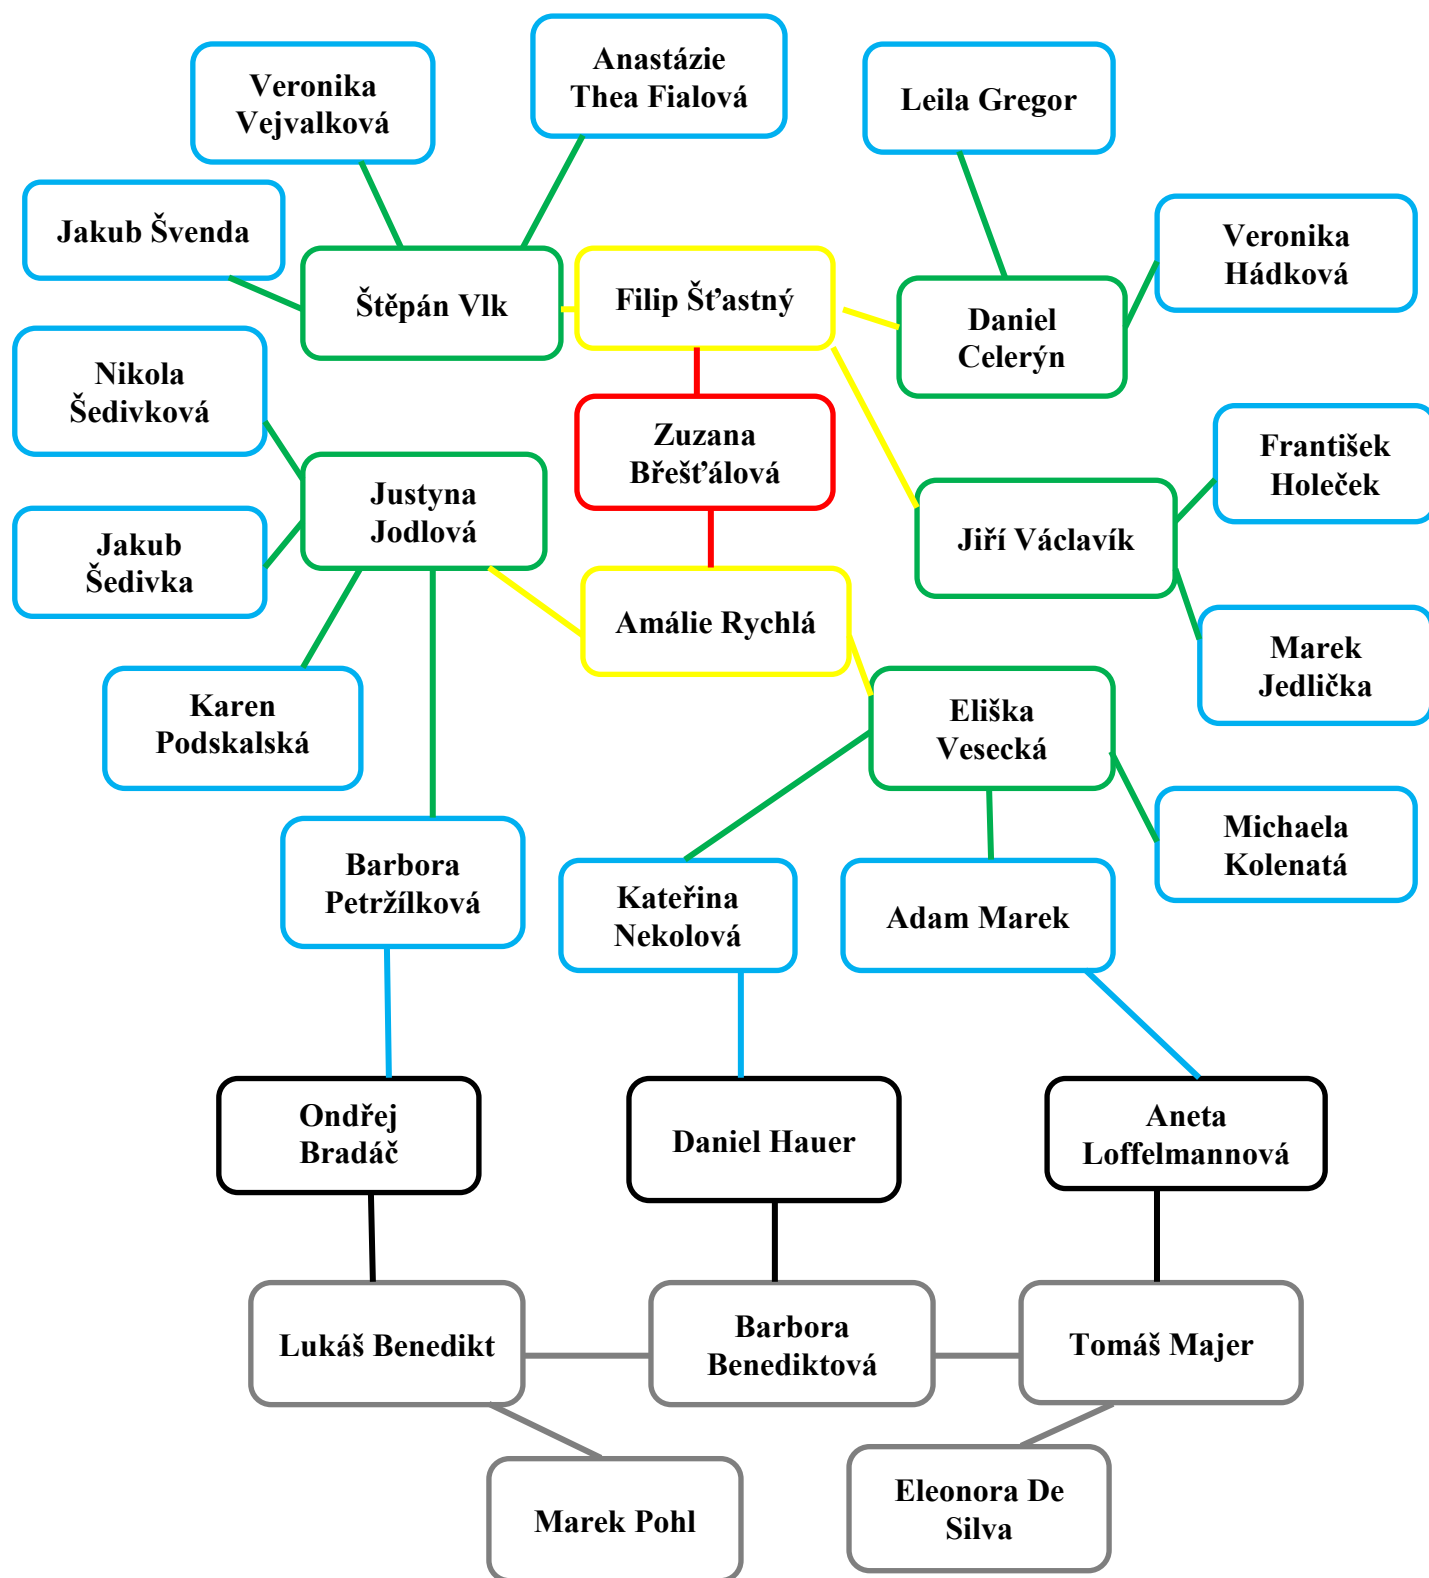 Anastázie
Thea Fialová
Veronika
Vejvalková
Leila Gregor
Jakub Švenda
Veronika
Hádková
Štěpán Vlk
Filip Šťastný
Daniel
Celerýn
Nikola
Šedivková
Zuzana
Břešťálová
František
Holeček
Justyna
Jodlová
Jiří Václavík
Jakub
Šedivka
Amálie Rychlá
Marek
Jedlička
Karen
Podskalská
Eliška
Vesecká
Michaela
Kolenatá
Barbora
Petržílková
Kateřina
Nekolová
Adam Marek
Ondřej
Bradáč
Daniel Hauer
Aneta
Loffelmannová
Lukáš Benedikt
Barbora
Benediktová
Tomáš Majer
Marek Pohl
Eleonora De
Silva